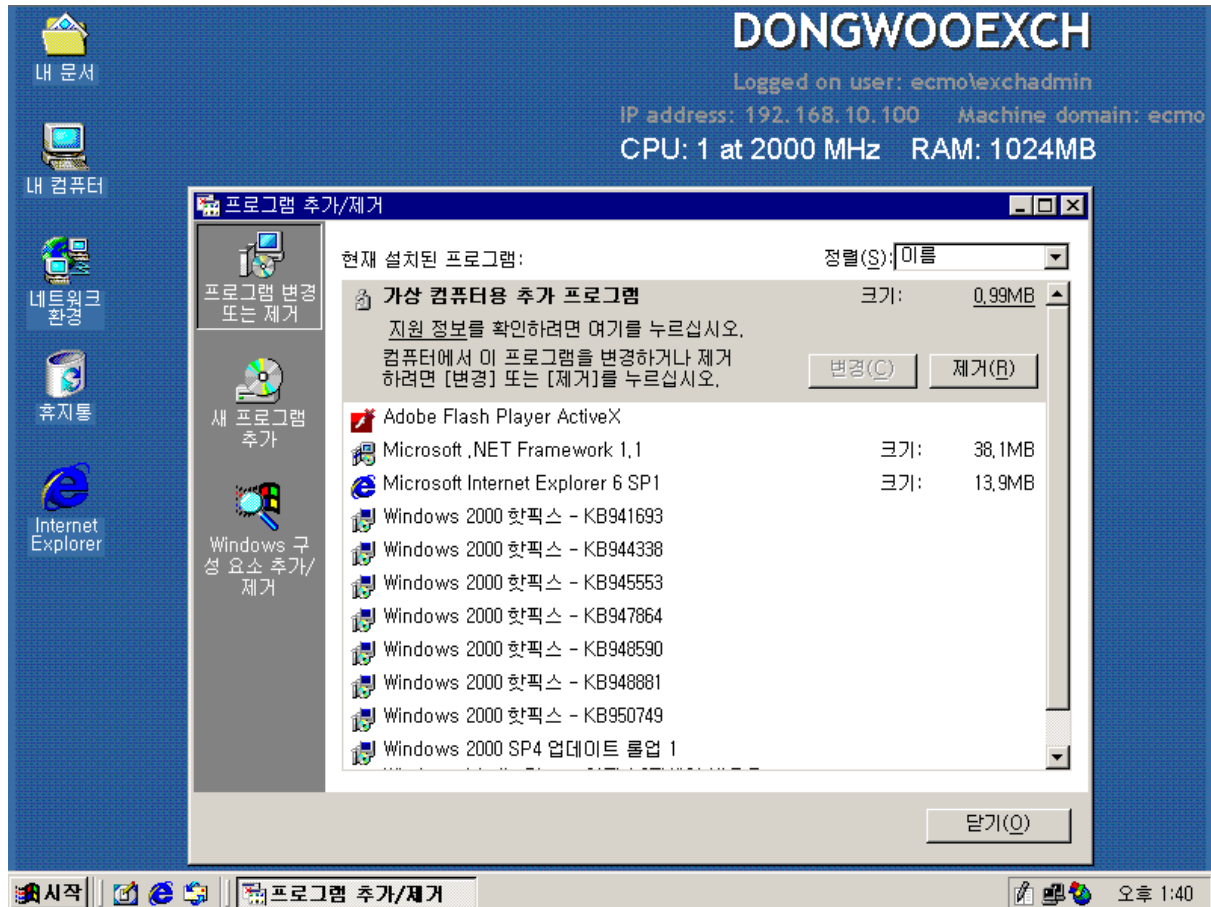 DONGWOOEXCH
Logged on user: ecmo\exchadmin
IP address: 192.168.10.100 Machine domain: ecmo
CPU: 1 at 2000 MHz RAM: 1024MB
내 문서
내 컴퓨터
네트워크
환경
휴지통
Internet
Explorer
프로그램 추가/제거
프로그램 변경
또는 제거
새 프로그램
추가
Windows 구
성 요소 추가/
제거
현재 설치된 프로그램: 정렬(S): 이름
가상 컴퓨터용 추가 프로그램 크기: 0,99MB
지원 정보를 확인하려면 여기를 누르십시오.
컴퓨터에서 이 프로그램을 변경하거나 제거
하려면 [변경] 또는 [제거]를 누르십시오.
변경(C) 제거(R)
Adobe Flash Player ActiveX
Microsoft .NET Framework 1,1 크기: 38,1MB
Microsoft Internet Explorer 6 SP1 크기: 13,9MB
Windows 2000 핫픽스 - KB941693
Windows 2000 핫픽스 - KB944338
Windows 2000 핫픽스 - KB945553
Windows 2000 핫픽스 - KB947864
Windows 2000 핫픽스 - KB948590
Windows 2000 핫픽스 - KB948881
Windows 2000 핫픽스 - KB950749
Windows 2000 SP4 업데이트 롤업 1
닫기(O)
시작 프로그램 추가/제거 오후 1:40